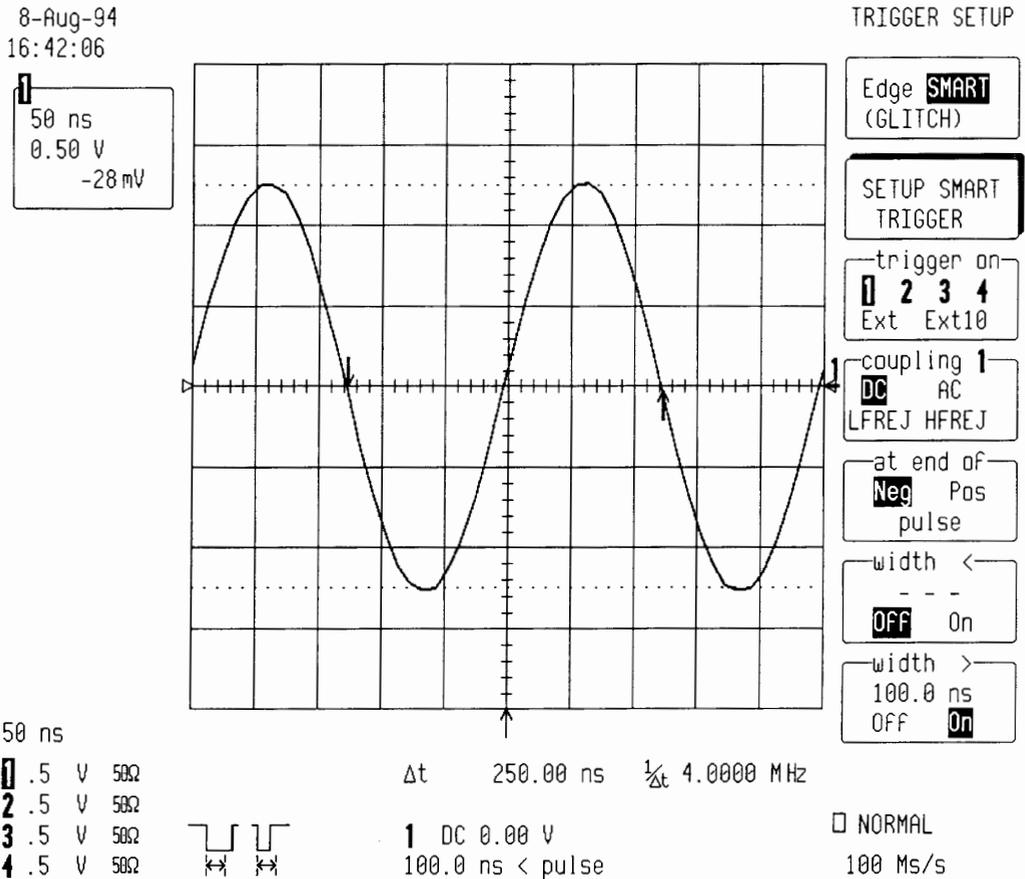 8-Aug-94
16:42:06
1
50 ns
0.50 V
-28 mV
TRIGGER SETUP
Edge SMART
(GLITCH)
SETUP SMART
TRIGGER
trigger on
1 2 3 4
Ext Ext10
coupling 1
DC AC
LFREJ HFREJ
at end of
Neg Pos
pulse
width <
- - -
Off On
width >
100.0 ns
Off On
1
50 ns
1 .5 V 50Ω
2 .5 V 50Ω
3 .5 V 50Ω
4 .5 V 50Ω
Δt 250.00 ns 1/Δt 4.0000 MHz
1 DC 0.00 V
100.0 ns < pulse
□ NORMAL
100 Ms/s